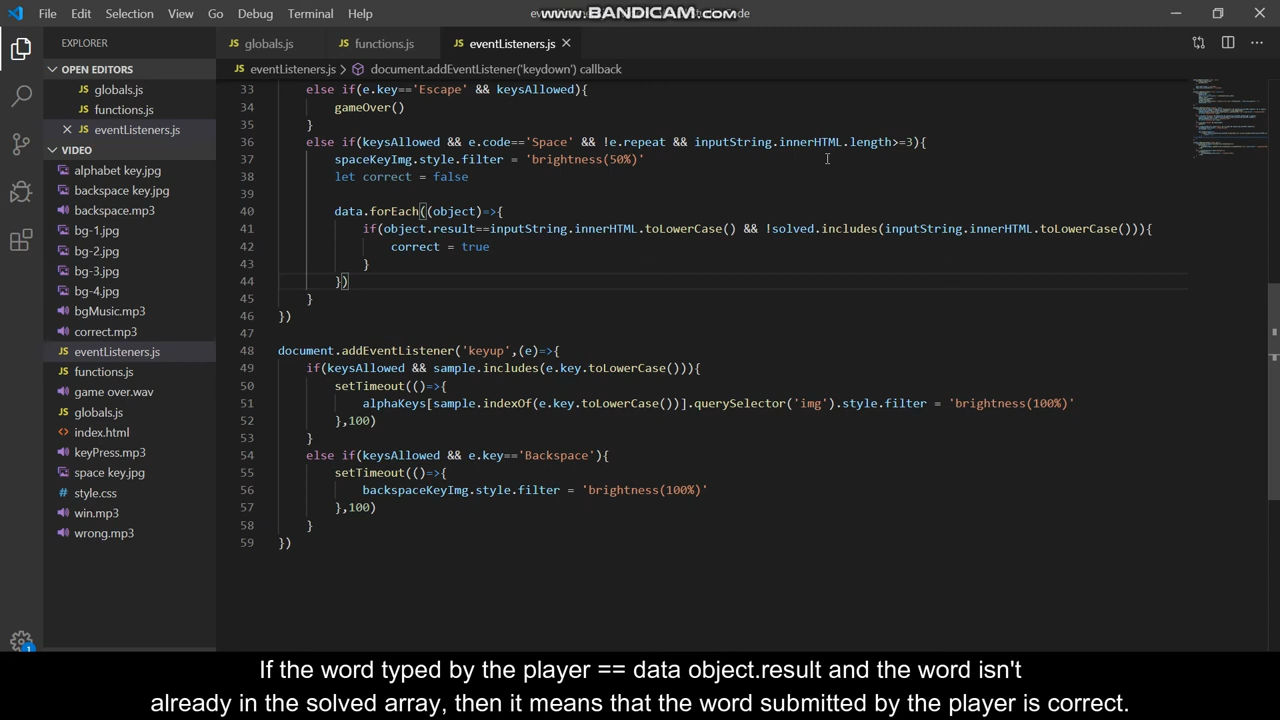 File Edit Selection View Go Debug Terminal Help
www.BANDICAM.com
EXPLORER
OPEN EDITORS
JS globals.js
JS functions.js
JS eventListeners.js
VIDEO
alphabet key.jpg
backspace key.jpg
backspace.mp3
bg-1.jpg
bg-2.jpg
bg-3.jpg
bg-4.jpg
bgMusic.mp3
correct.mp3
JS eventListeners.js
JS functions.js
game over.wav
JS globals.js
index.html
keyPress.mp3
space key.jpg
style.css
win.mp3
wrong.mp3
JS globals.js JS functions.js JS eventListeners.js
JS eventListeners.js > document.addEventListener('keydown') callback
33 else if(e.key=='Escape' && keysAllowed){
34 gameOver()
35 }
36 else if(keysAllowed && e.code=='Space' && !e.repeat && inputString.innerHTML.length>=3){
37 spaceKeyImg.style.filter = 'brightness(50%)'
38 let correct = false
39
40 data.forEach((object)=>{
41 if(object.result==inputString.innerHTML.toLowerCase() && !solved.includes(inputString.innerHTML.toLowerCase())){
42 correct = true
43 }
44 })
45 }
46 })
47
48 document.addEventListener('keyup',(e)=>{
49 if(keysAllowed && sample.includes(e.key.toLowerCase())){
50 setTimeout(()=>{
51 alphaKeys[sample.indexOf(e.key.toLowerCase())].querySelector('img').style.filter = 'brightness(100%)'
52 },100)
53 }
54 else if(keysAllowed && e.key=='Backspace'){
55 setTimeout(()=>{
56 backspaceKeyImg.style.filter = 'brightness(100%)'
57 },100)
58 }
59 })
If the word typed by the player == data object.result and the word isn't
already in the solved array, then it means that the word submitted by the player is correct.